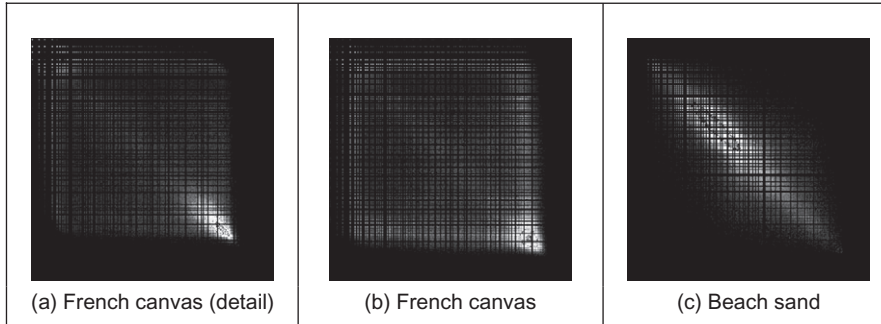 (a) French canvas (detail)
(b) French canvas
(c) Beach sand